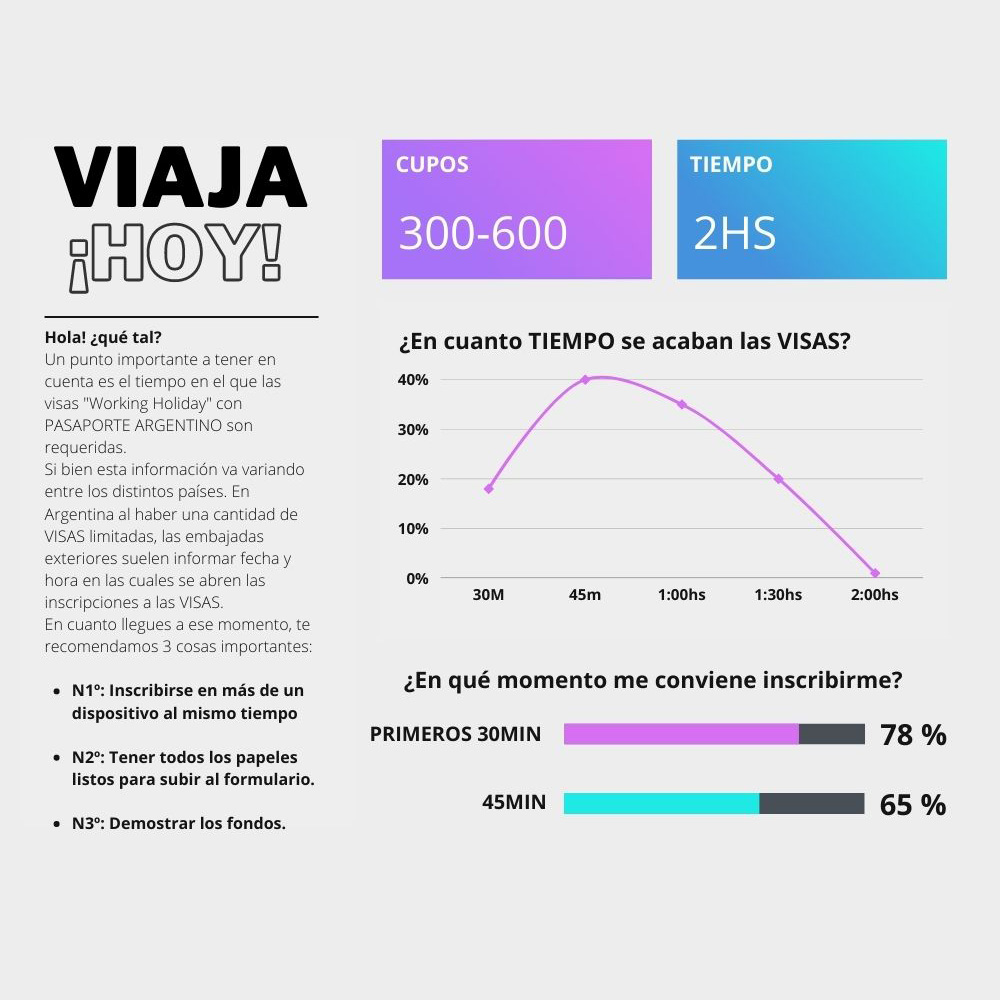 VIAJA
¡HOY!
Hola! ¿qué tal?
Un punto importante a tener en
cuenta es el tiempo en el que las
visas "Working Holiday" con
PASAPORTE ARGENTINO son
requeridas.
Si bien esta información va variando
entre los distintos países. En
Argentina al haber una cantidad de
VISAS limitadas, las embajadas
exteriores suelen informar fecha y
hora en las cuales se abren las
inscripciones a las VISAS.
En cuanto llegues a ese momento, te
recomendamos 3 cosas importantes:
• N1º: Inscribirse en más de un
dispositivo al mismo tiempo
• N2º: Tener todos los papeles
listos para subir al formulario.
• N3º: Demostrar los fondos.
CUPOS
300-600
TIEMPO
2HS
¿En cuanto TIEMPO se acaban las VISAS?
40%
30%
20%
10%
0%
30M 45m 1:00hs 1:30hs 2:00hs
¿En qué momento me conviene inscribirme?
PRIMEROS 30MIN 78 %
45MIN 65 %